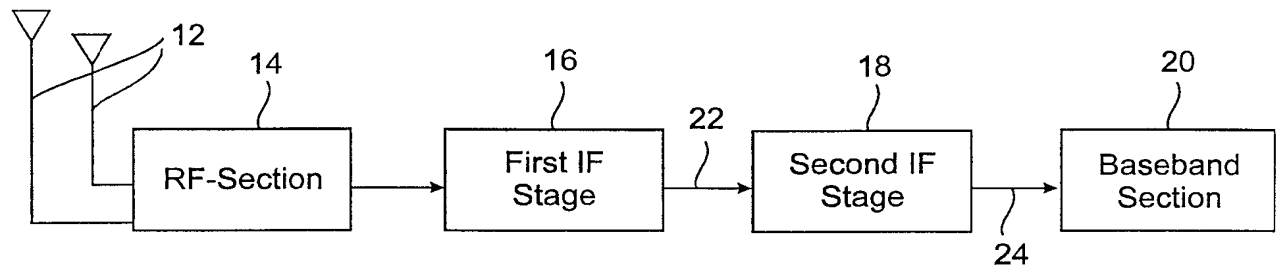 12
14
16
18
20
22
RF-Section
First IF
Stage
Second IF
Stage
Baseband
Section
24